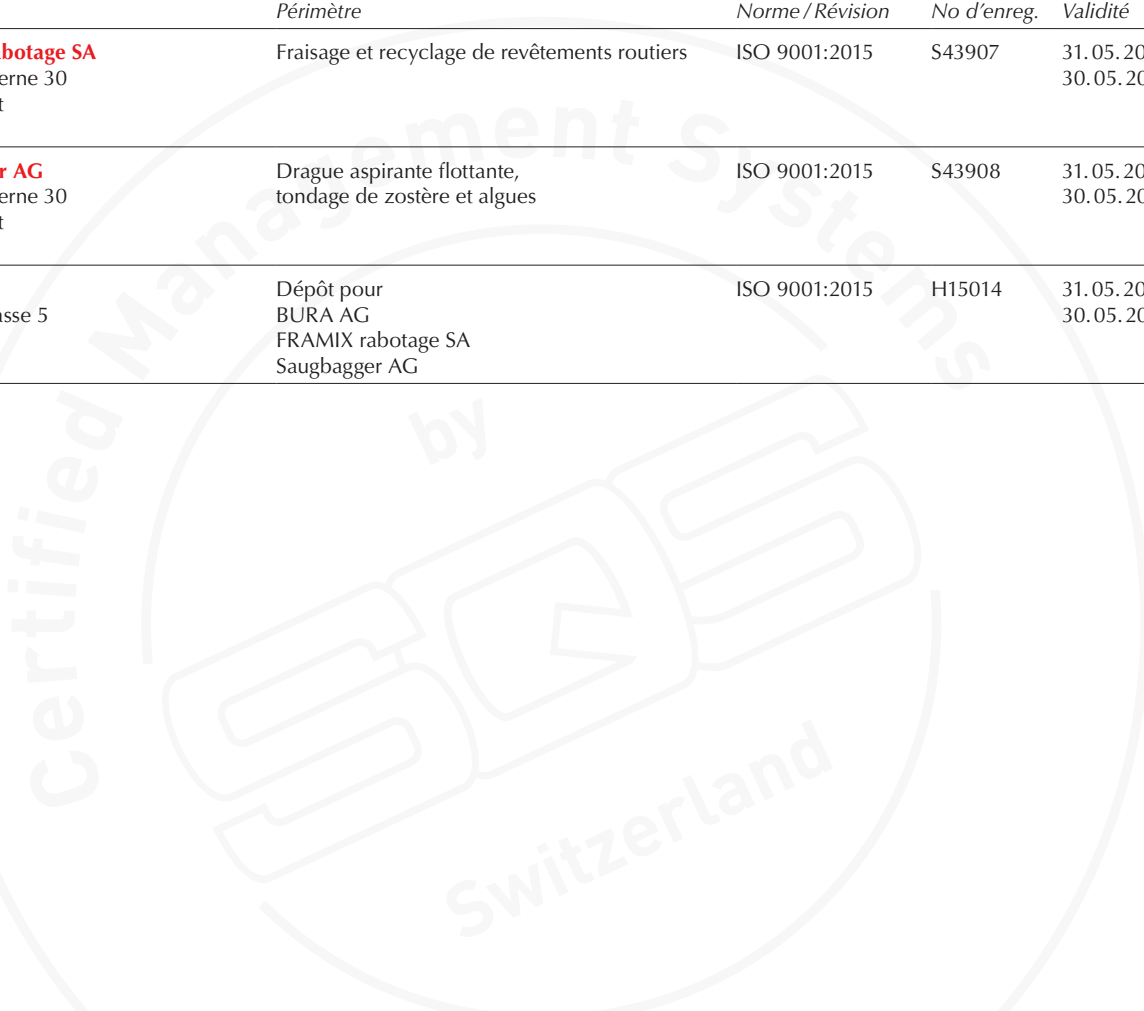 Périmètre Norme / Révision No d'enreg. Validité
abotage SA Fraisage et recyclage de revêtements routiers ISO 9001:2015 S43907 31.05.20
erne 30 30.05.20
t
r AG Drague aspirante flottante, ISO 9001:2015 S43908 31.05.20
erne 30 tondage de zostère et algues 30.05.20
t
Dépôt pour ISO 9001:2015 H15014 31.05.20
asse 5 BURA AG 30.05.20
FRAMIX rabotage SA
Saugbagger AG
Certified Management Systems
by
SQS
Switzerland